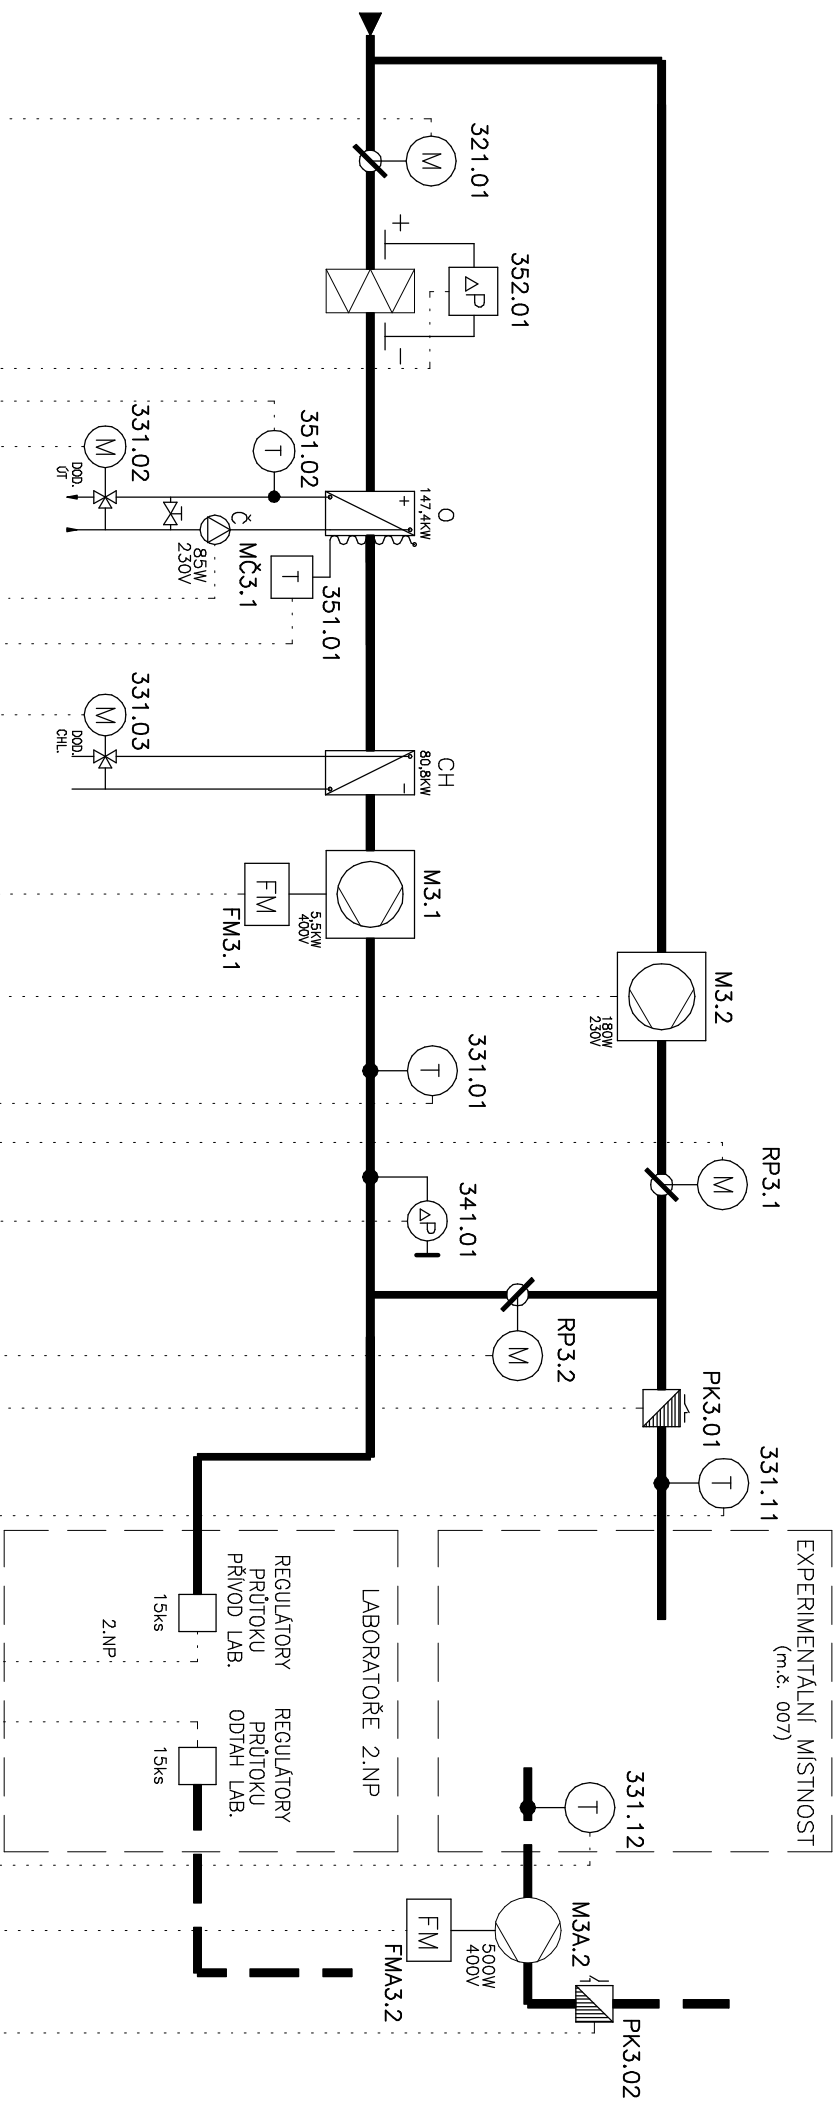 321.01
M
+
352.01
ΔP
−
331.02
M
DOD.
ÚT
351.02
T
O
147,4KW
+
Č
MČ3.1
85W
230V
351.01
T
331.03
M
DOD.
CHL.
CH
80,8KW
−
M3.1
5,5KW
400V
FM
FM3.1
M3.2
180W
230V
331.01
T
RP3.1
M
341.01
ΔP
RP3.2
M
PK3.01
331.11
T
EXPERIMENTÁLNÍ MÍSTNOST
(m.č. 007)
LABORATOŘE 2.NP
REGULÁTORY
PRŮTOKU
PŘÍVOD LAB.
15ks
2.NP
REGULÁTORY
PRŮTOKU
ODTAH LAB.
15ks
331.12
T
M3A.2
500W
400V
FM
FMA3.2
PK3.02